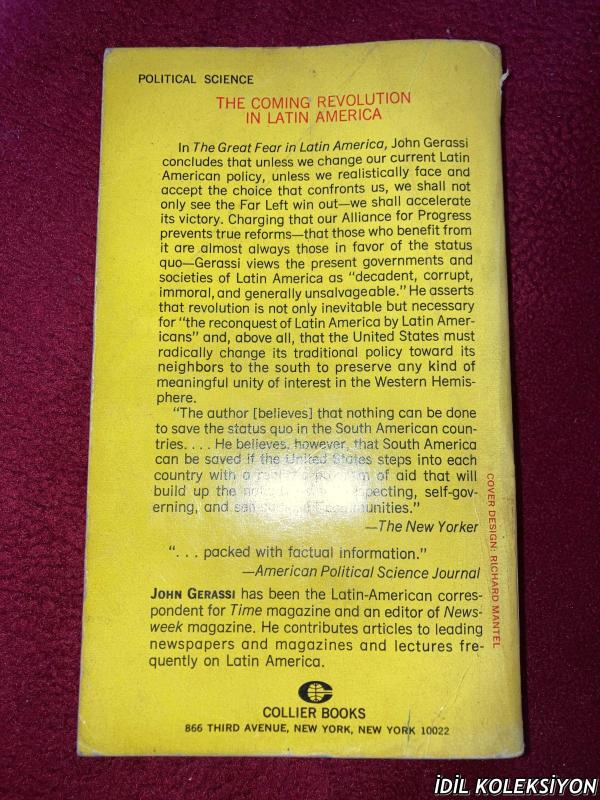 POLITICAL SCIENCE
THE COMING REVOLUTION
IN LATIN AMERICA
In The Great Fear in Latin America, John Gerassi
concludes that unless we change our current Latin
American policy, unless we realistically face and
accept the choice that confronts us, we shall not
only see the Far Left win out—we shall accelerate
its victory. Charging that our Alliance for Progress
prevents true reforms—that those who benefit from
it are almost always those in favor of the status
quo—Gerassi views the present governments and
societies of Latin America as “decadent, corrupt,
immoral, and generally unsalvageable.” He asserts
that revolution is not only inevitable but necessary
for “the reconquest of Latin America by Latin Amer-
icans” and, above all, that the United States must
radically change its traditional policy toward its
neighbors to the south to preserve any kind of
meaningful unity of interest in the Western Hemis-
phere.
“The author [believes] that nothing can be done
to save the status quo in the South American coun-
tries. . . . He believes, however, that South America
can be saved if the United States steps into each
country with a of aid that will
build up the self-gov-
erning, and
—The New Yorker
“. . . packed with factual information.”
—American Political Science Journal
JOHN GERASSI has been the Latin-American corres-
pondent for Time magazine and an editor of News-
week magazine. He contributes articles to leading
newspapers and magazines and lectures fre-
quently on Latin America.
COVER DESIGN: RICHARD MANTEL
COLLIER BOOKS
866 THIRD AVENUE, NEW YORK, NEW YORK 10022
İDİL KOLEKSİYON